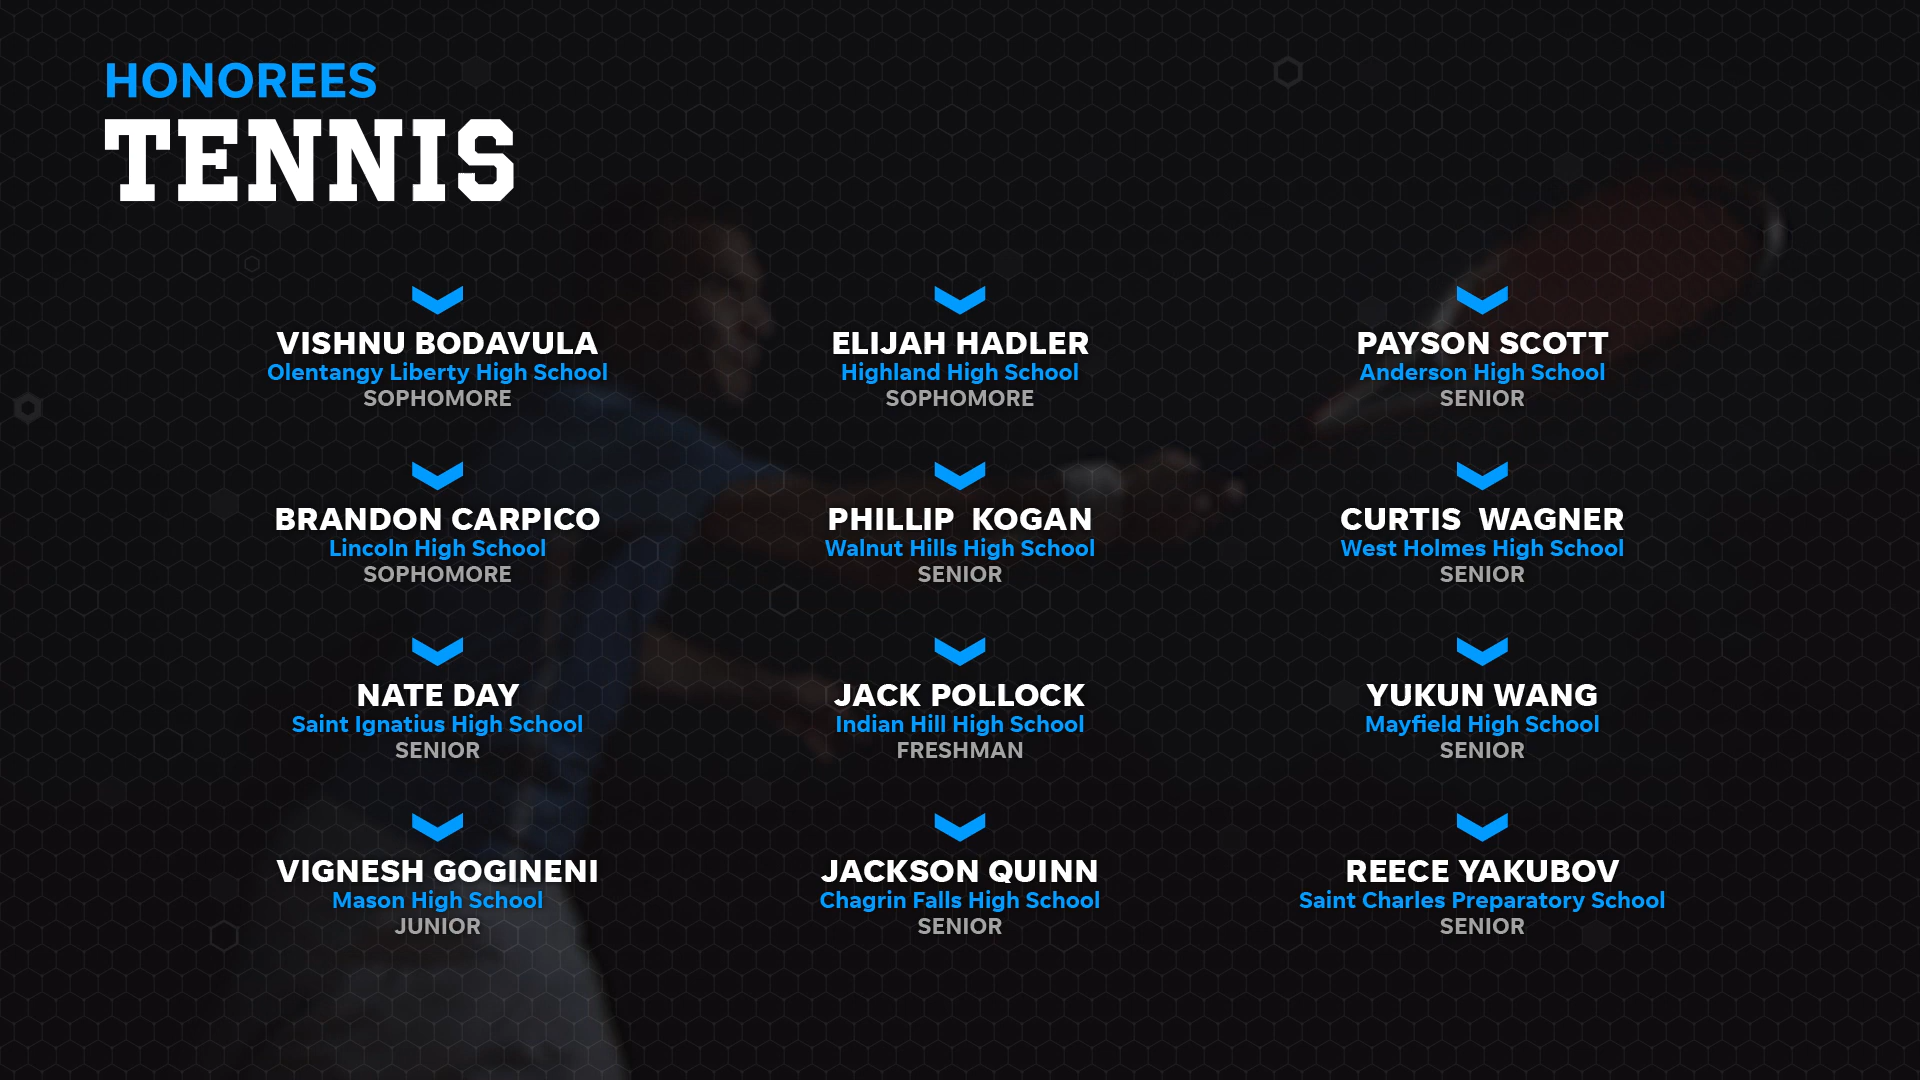 HONOREES
TENNIS
VISHNU BODAVULA
Olentangy Liberty High School
SOPHOMORE
ELIJAH HADLER
Highland High School
SOPHOMORE
PAYSON SCOTT
Anderson High School
SENIOR
BRANDON CARPICO
Lincoln High School
SOPHOMORE
PHILLIP  KOGAN
Walnut Hills High School
SENIOR
CURTIS  WAGNER
West Holmes High School
SENIOR
NATE DAY
Saint Ignatius High School
SENIOR
JACK POLLOCK
Indian Hill High School
FRESHMAN
YUKUN WANG
Mayfield High School
SENIOR
VIGNESH GOGINENI
Mason High School
JUNIOR
JACKSON QUINN
Chagrin Falls High School
SENIOR
REECE YAKUBOV
Saint Charles Preparatory School
SENIOR